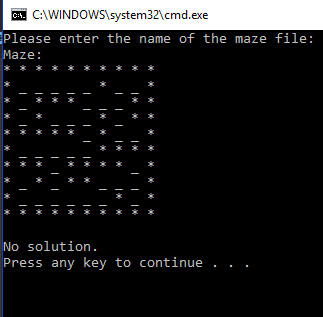 C:\WINDOWS\system32\cmd.exe
Please enter the name of the maze file:
Maze:
* * * * * * * * * *
* _ _ _ _ _ * _ _ *
* _ * * * _ _ _ * *
* _ * _ _ _ * _ _ *
* * * * * _ * _ * *
* _ _ _ _ _ * * * *
* * * _ * * * * _ *
* _ * _ * * _ _ _ *
* _ _ _ _ _ _ * _ *
* * * * * * * * * *
No solution.
Press any key to continue . . .